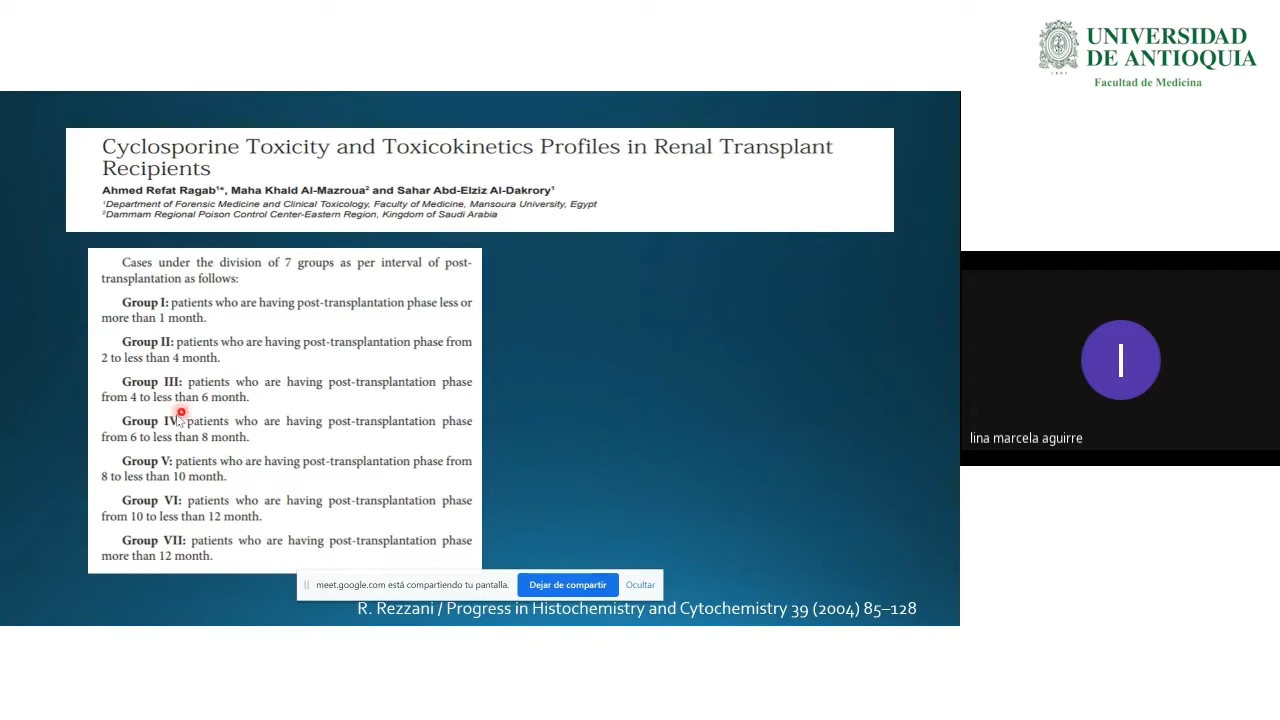 UNIVERSIDAD
DE ANTIOQUIA
1803
Facultad de Medicina
Cyclosporine Toxicity and Toxicokinetics Profiles in Renal Transplant
Recipients
Ahmed Refat Ragab¹*, Maha Khald Al-Mazroua² and Sahar Abd-Elziz Al-Dakrory¹
¹Department of Forensic Medicine and Clinical Toxicology, Faculty of Medicine, Mansoura University, Egypt
²Dammam Regional Poison Control Center-Eastern Region, Kingdom of Saudi Arabia
Cases under the division of 7 groups as per interval of post-
transplantation as follows:
Group I: patients who are having post-transplantation phase less or
more than 1 month.
Group II: patients who are having post-transplantation phase from
2 to less than 4 month.
Group III: patients who are having post-transplantation phase
from 4 to less than 6 month.
Group IV: patients who are having post-transplantation phase
from 6 to less than 8 month.
Group V: patients who are having post-transplantation phase from
8 to less than 10 month.
Group VI: patients who are having post-transplantation phase
from 10 to less than 12 month.
Group VII: patients who are having post-transplantation phase
more than 12 month.
meet.google.com está compartiendo tu pantalla.
Dejar de compartir
Ocultar
R. Rezzani / Progress in Histochemistry and Cytochemistry 39 (2004) 85–128
l
lina marcela aguirre